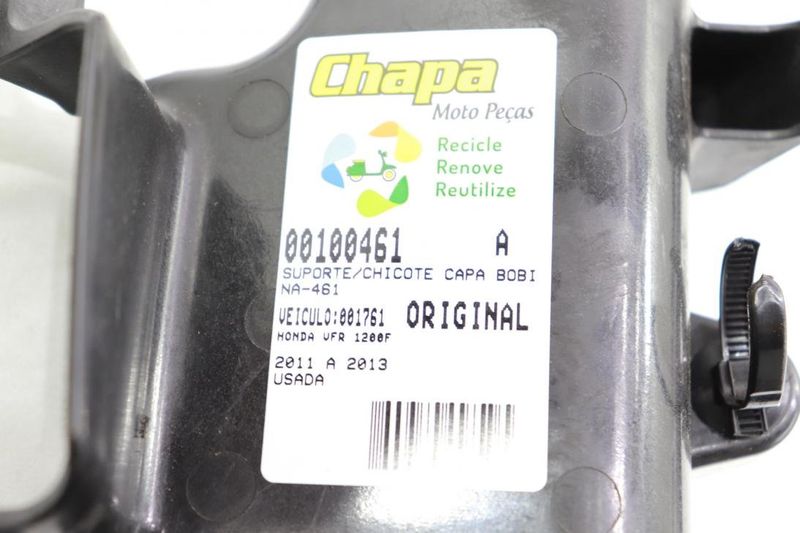 Chapa
Moto Peças
Recicle
Renove
Reutilize
00100461 A
SUPORTE/CHICOTE CAPA BOBI
NA-461
VEICULO:001761 ORIGINAL
HONDA VFR 1200F
2011 A 2013
USADA